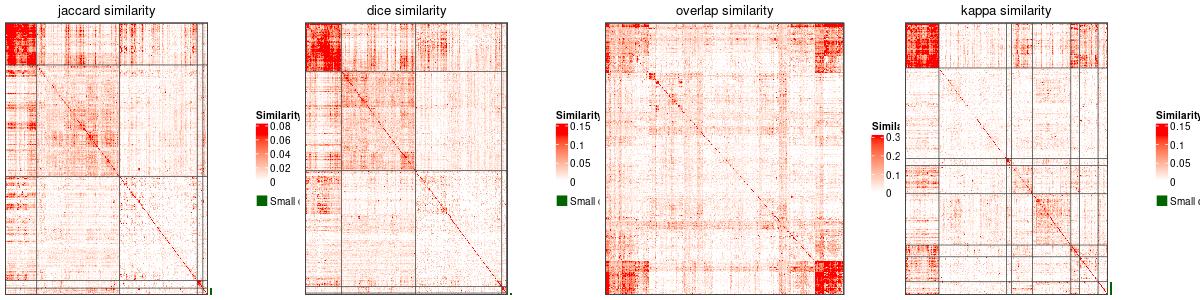 jaccard similarity
Similarity
0.08
0.06
0.04
0.02
0
Small
dice similarity
Similarity
0.15
0.1
0.05
0
Small
overlap similarity
Simila
0.3
0.2
0.1
0
kappa similarity
Similarity
0.15
0.1
0.05
0
Small